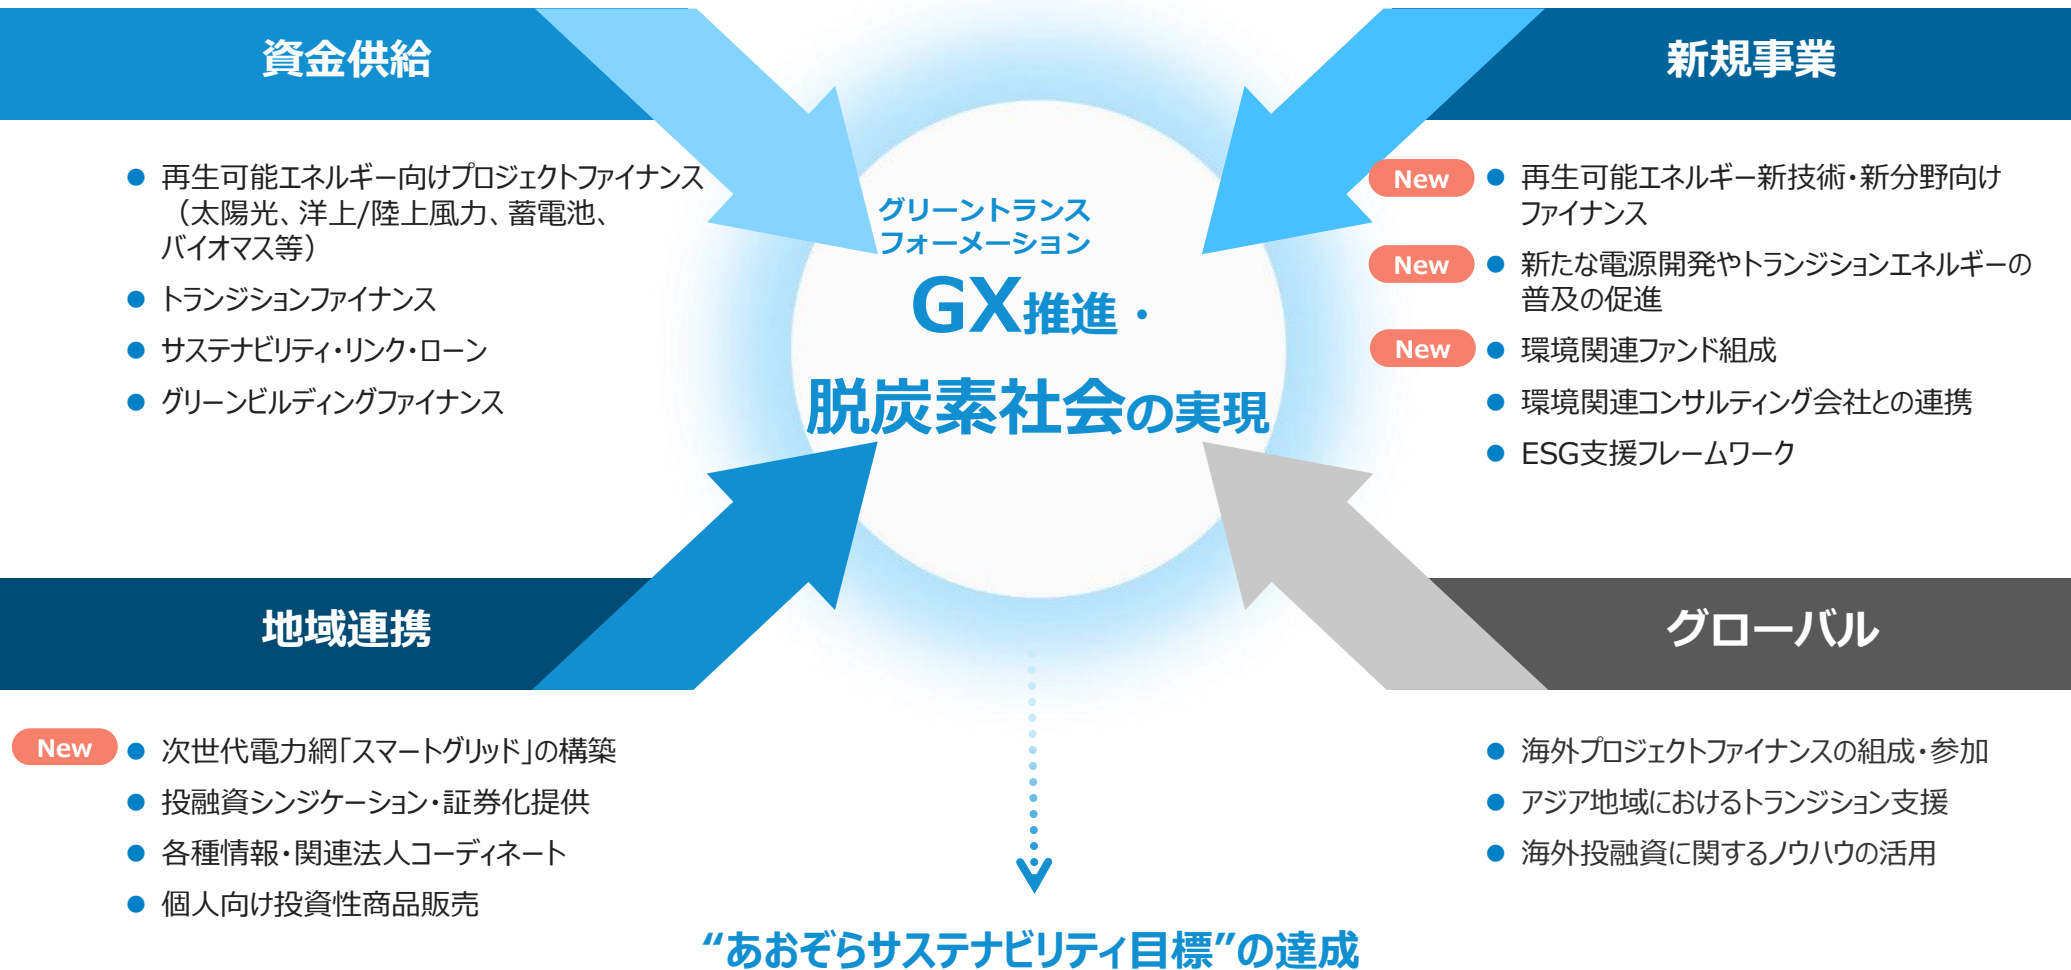 資金供給
再生可能エネルギー向けプロジェクトファイナンス
（太陽光、洋上/陸上風力、蓄電池、
バイオマス等）
トランジションファイナンス
サステナビリティ・リンク・ローン
グリーンビルディングファイナンス
グリーントランス
フォーメーション
GX推進・
脱炭素社会の実現
新規事業
New 再生可能エネルギー新技術・新分野向け
ファイナンス
New 新たな電源開発やトランジションエネルギーの
普及の促進
New 環境関連ファンド組成
環境関連コンサルティング会社との連携
ESG支援フレームワーク
地域連携
New 次世代電力網「スマートグリッド」の構築
投融資シンジケーション・証券化提供
各種情報・関連法人コーディネート
個人向け投資性商品販売
グローバル
海外プロジェクトファイナンスの組成・参加
アジア地域におけるトランジション支援
海外投融資に関するノウハウの活用
“あおぞらサステナビリティ目標”の達成